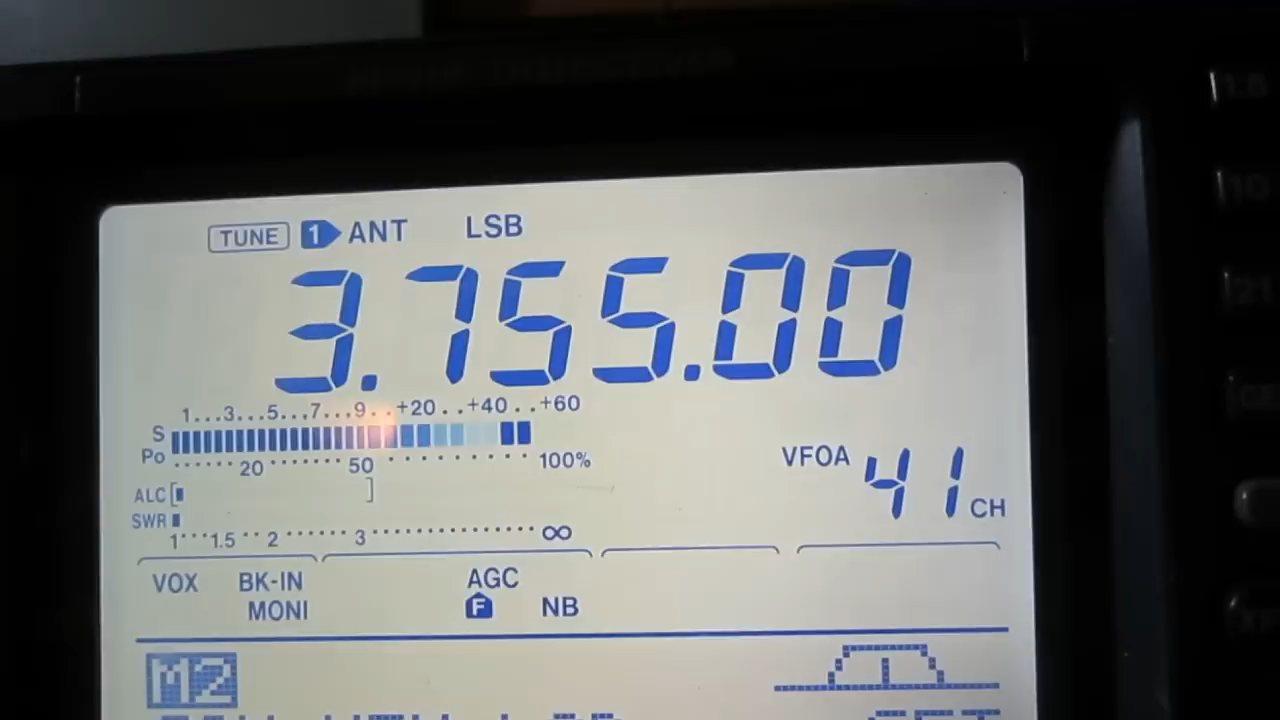 TUNE 1 ANT LSB
3.755.00
1...3...5...7...9..+20..+40..+60
S
Po 20 50 100%
VFOA 41 CH
ALC
SWR
1 1.5 2 3 ∞
VOX BK-IN AGC
MONI F NB
M2